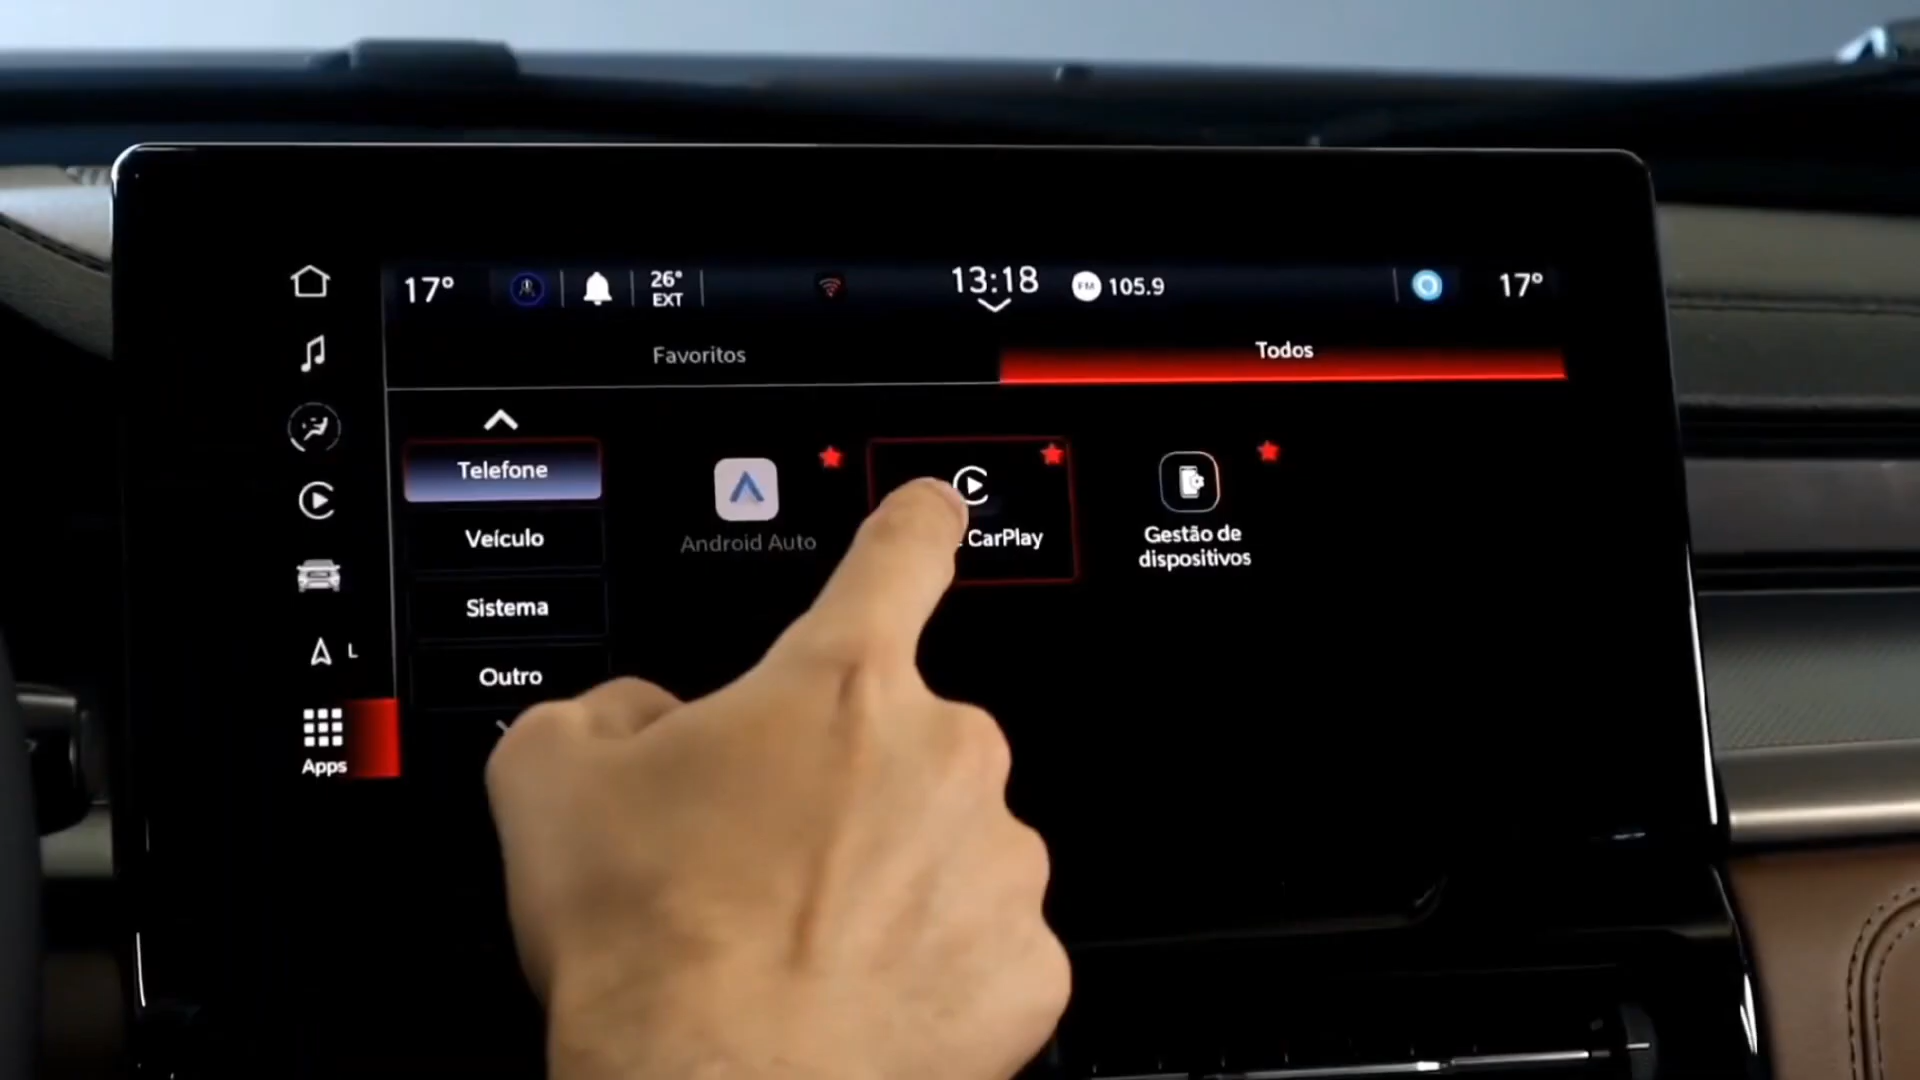 17°
26°
EXT
13:18
FM 105.9
17°
Favoritos
Todos
Telefone
Veículo
Sistema
Outro
Android Auto
CarPlay
Gestão de
dispositivos
L
Apps